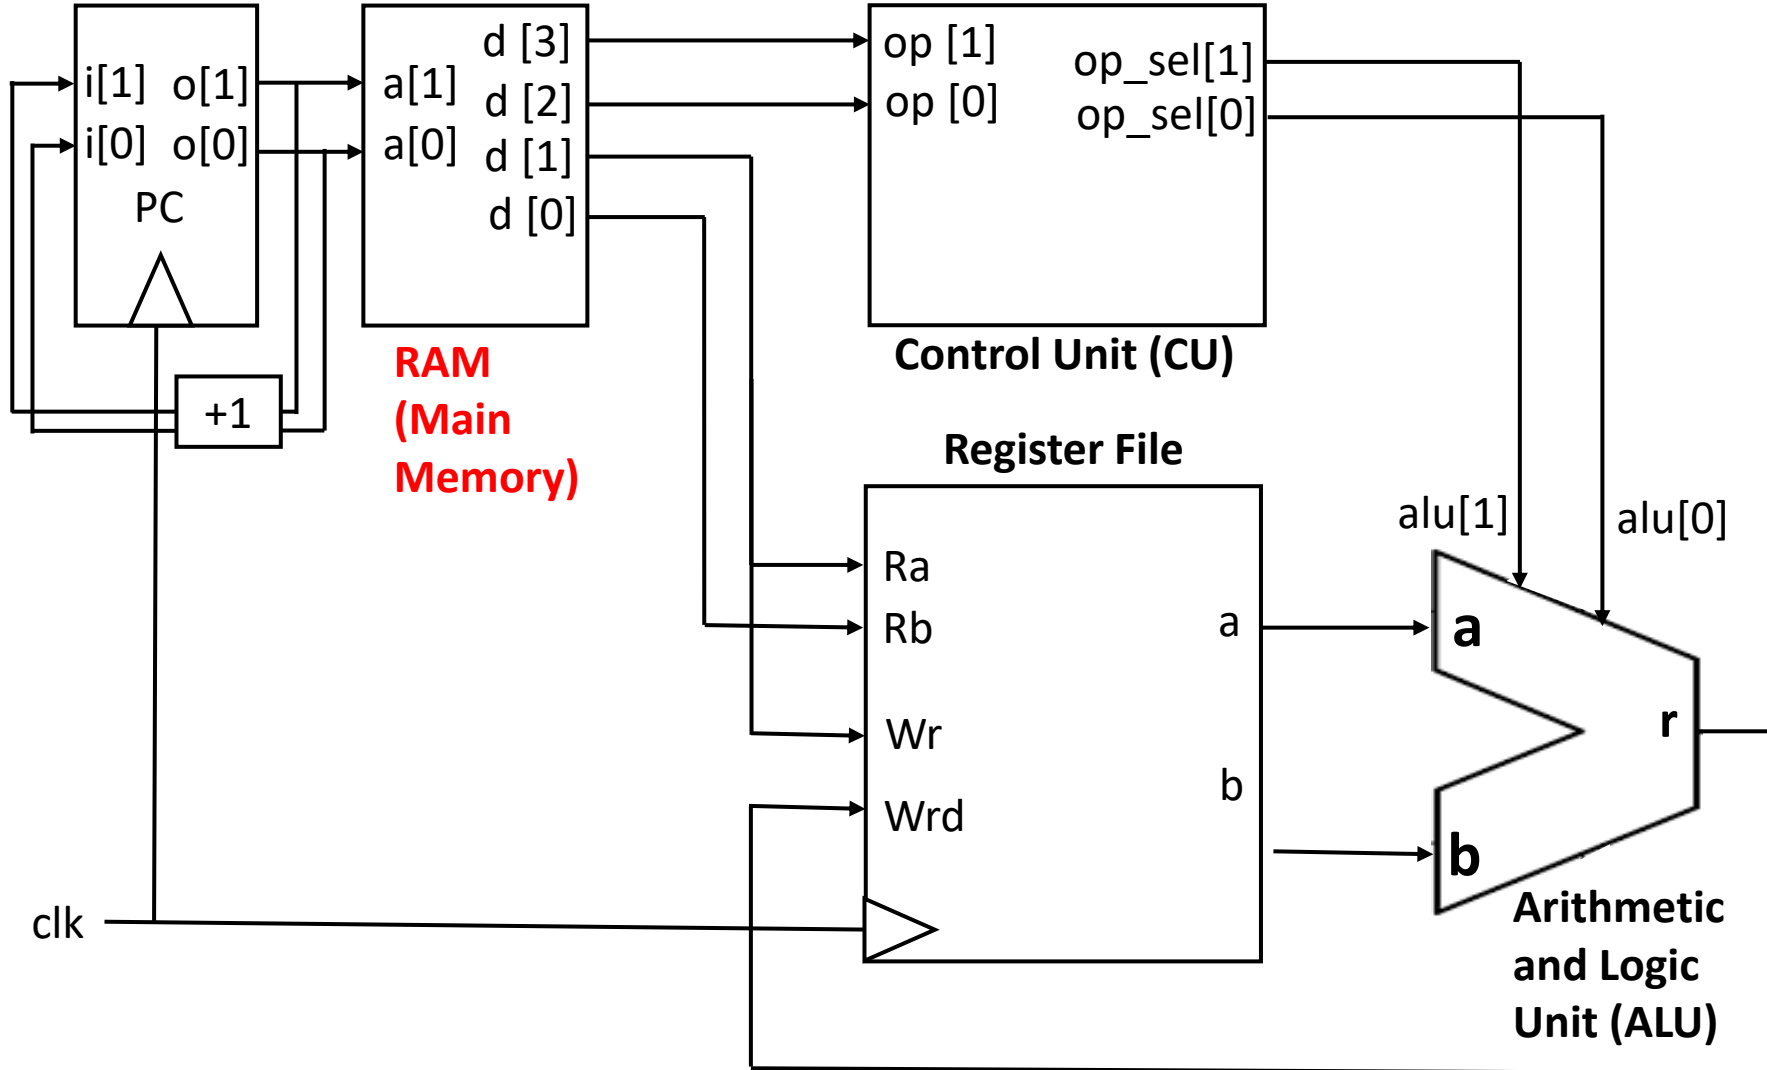 i[1] o[1]
i[0] o[0]
PC
+1
a[1]
a[0]
d [3]
d [2]
d [1]
d [0]
RAM
(Main
Memory)
op [1]
op [0]
op_sel[1]
op_sel[0]
Control Unit (CU)
Register File
Ra
Rb
Wr
Wrd
a
b
alu[1]
alu[0]
a
b
r
Arithmetic
and Logic
Unit (ALU)
clk